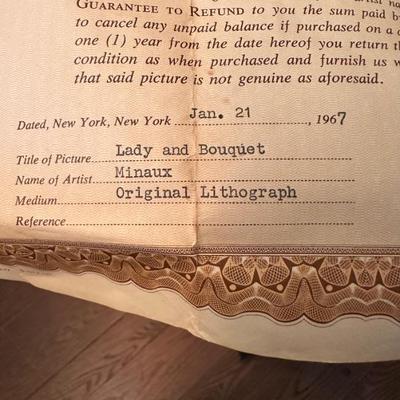 GUARANTEE TO REFUND to you the sum paid b
to cancel any unpaid balance if purchased on a
one (1) year from the date hereof you return th
condition as when purchased and furnish us w
that said picture is not genuine as aforesaid.
Dated, New York, New York Jan. 21, 1967
Title of Picture Lady and Bouquet
Name of Artist Minaux
Medium Original Lithograph
Reference